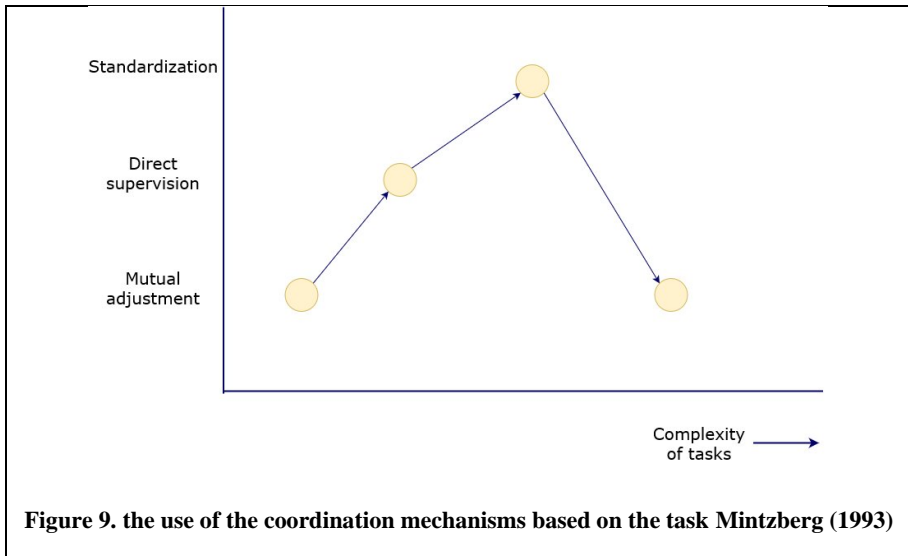 Standardization
Direct
supervision
Mutual
adjustment
Complexity
of tasks
Figure 9. the use of the coordination mechanisms based on the task Mintzberg (1993)